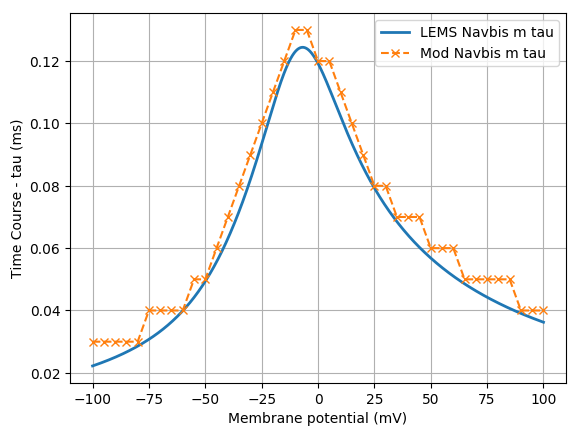 LEMS Navbis m tau
Mod Navbis m tau
Time Course - tau (ms)
0.12
0.10
0.08
0.06
0.04
0.02
−100 −75 −50 −25 0 25 50 75 100
Membrane potential (mV)